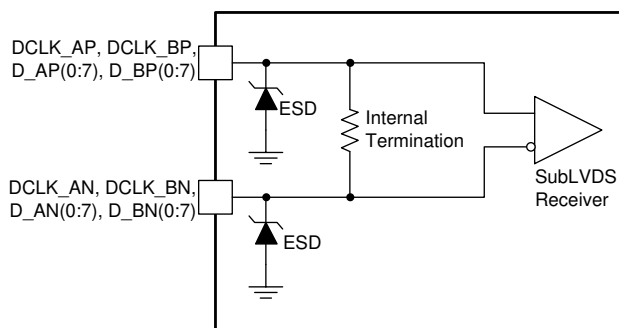 DCLK_AP, DCLK_BP,
D_AP(0:7), D_BP(0:7)
ESD
Internal
Termination
SubLVDS
Receiver
DCLK_AN, DCLK_BN,
D_AN(0:7), D_BN(0:7)
ESD